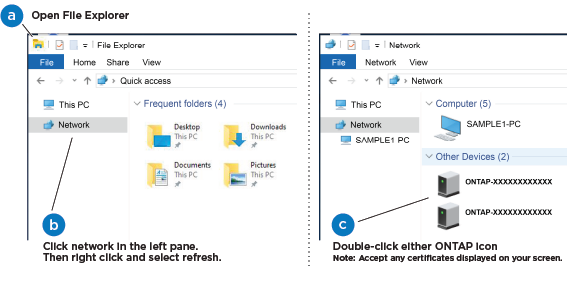 a Open File Explorer
File Explorer
File Home Share View
Quick access
This PC
Network
Frequent folders (4)
Desktop
This PC
Downloads
This PC
Documents
This PC
Pictures
This PC
b
Click network in the left pane.
Then right click and select refresh.
Network
File Network View
Network
This PC
Network
SAMPLE1 PC
Computer (5)
SAMPLE1-PC
Other Devices (2)
ONTAP-XXXXXXXXXXXX
ONTAP-XXXXXXXXXXXX
c
Double-click either ONTAP icon
Note: Accept any certificates displayed on your screen.